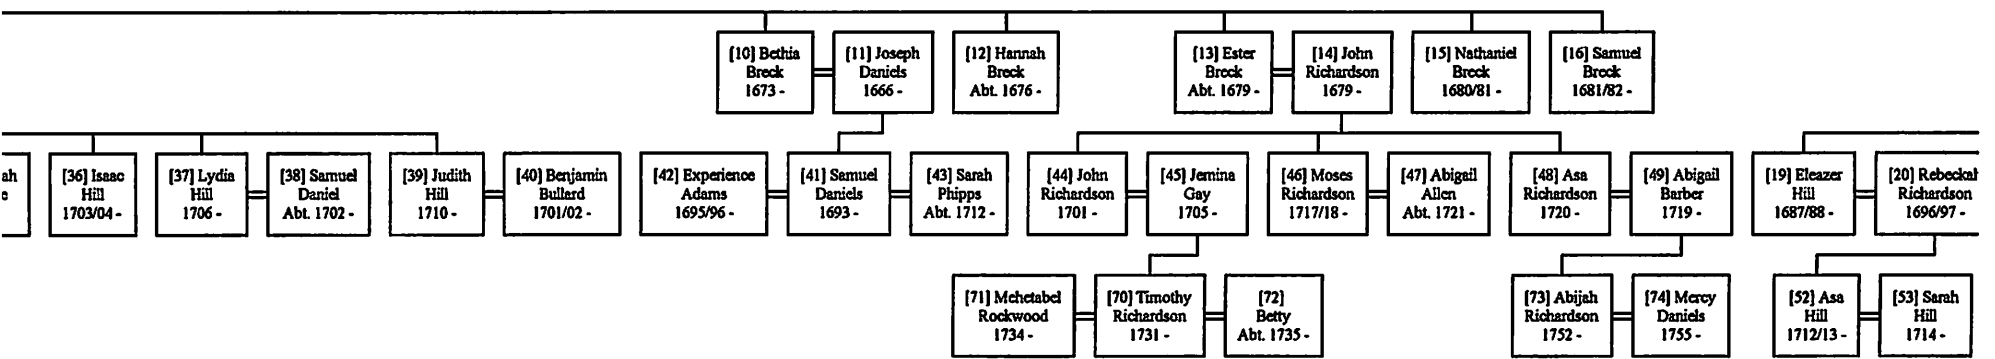 [10] Bethia
Breck
1673 -
[11] Joseph
Daniels
1666 -
[12] Hannah
Breck
Abt. 1676 -
[13] Ester
Breck
Abt. 1679 -
[14] John
Richardson
1679 -
[15] Nathaniel
Breck
1680/81 -
[16] Samuel
Breck
1681/82 -
ah
e
[36] Isaac
Hill
1703/04 -
[37] Lydia
Hill
1706 -
[38] Samuel
Daniel
Abt. 1702 -
[39] Judith
Hill
1710 -
[40] Benjamin
Bullard
1701/02 -
[42] Experience
Adams
1695/96 -
[41] Samuel
Daniels
1693 -
[43] Sarah
Phipps
Abt. 1712 -
[44] John
Richardson
1701 -
[45] Jemina
Gay
1705 -
[46] Moses
Richardson
1717/18 -
[47] Abigail
Allen
Abt. 1721 -
[48] Asa
Richardson
1720 -
[49] Abigail
Barber
1719 -
[19] Eleazer
Hill
1687/88 -
[20] Rebeckah
Richardson
1696/97 -
[71] Mehetabel
Rockwood
1734 -
[70] Timothy
Richardson
1731 -
[72]
Betty
Abt. 1735 -
[73] Abijah
Richardson
1752 -
[74] Mercy
Daniels
1755 -
[52] Asa
Hill
1712/13 -
[53] Sarah
Hill
1714 -